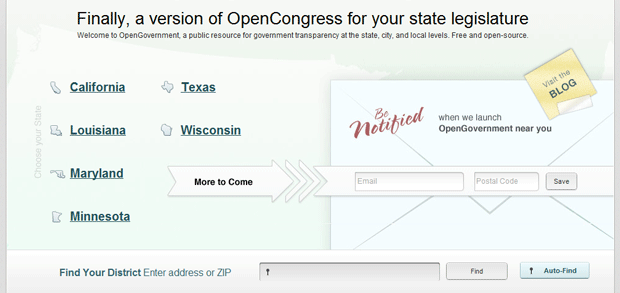 Finally, a version of OpenCongress for your state legislature
Welcome to OpenGovernment, a public resource for government transparency at the state, city, and local levels. Free and open-source.
Choose your State
California
Texas
Louisiana
Wisconsin
Maryland
Minnesota
More to Come
Visit the
BLOG
Be
Notified
when we launch
OpenGovernment near you
Email
Postal Code
Save
Find Your District Enter address or ZIP
Find
Auto-Find